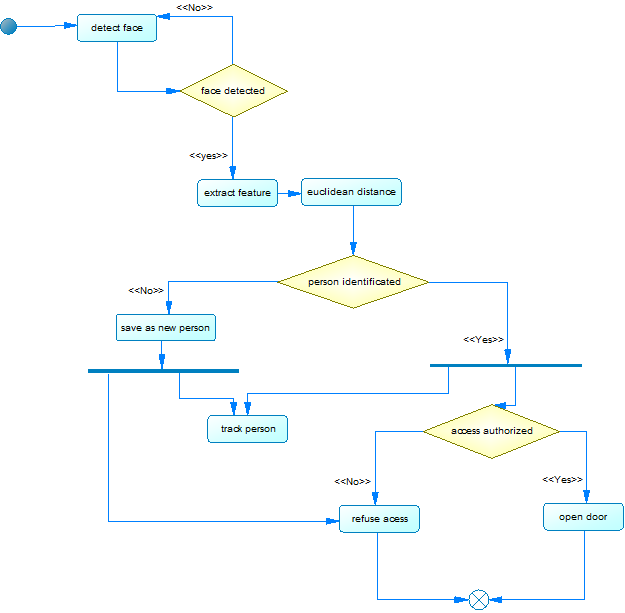 <<No>>
detect face
face detected
<<yes>>
extract feature
euclidean distance
person identificated
<<No>>
save as new person
<<Yes>>
track person
access authorized
<<No>>
<<Yes>>
refuse acess
open door